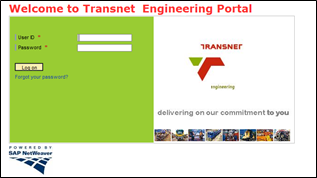 Welcome to Transnet Engineering Portal
User ID *
Password *
Log on
Forgot your password?
TRANSNET
engineering
delivering on our commitment to you
POWERED BY
SAP NetWeaver